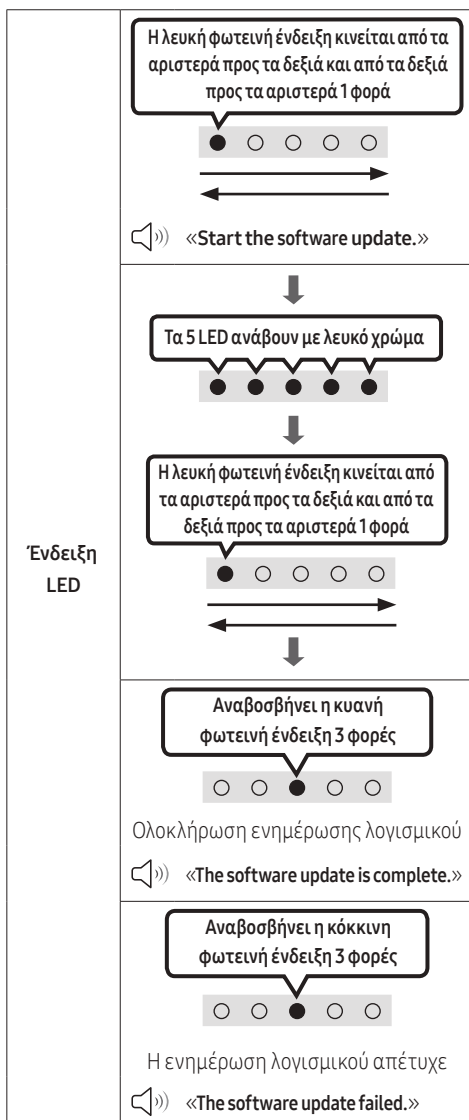 Η λευκή φωτεινή ένδειξη κινείται από τα
αριστερά προς τα δεξιά και από τα δεξιά
προς τα αριστερά 1 φορά
«Start the software update.»
Τα 5 LED ανάβουν με λευκό χρώμα
Η λευκή φωτεινή ένδειξη κινείται από
τα αριστερά προς τα δεξιά και από τα
δεξιά προς τα αριστερά 1 φορά
Ένδειξη
LED
Αναβοσβήνει η κυανή
φωτεινή ένδειξη 3 φορές
Ολοκλήρωση ενημέρωσης λογισμικού
«The software update is complete.»
Αναβοσβήνει η κόκκινη
φωτεινή ένδειξη 3 φορές
Η ενημέρωση λογισμικού απέτυχε
«The software update failed.»